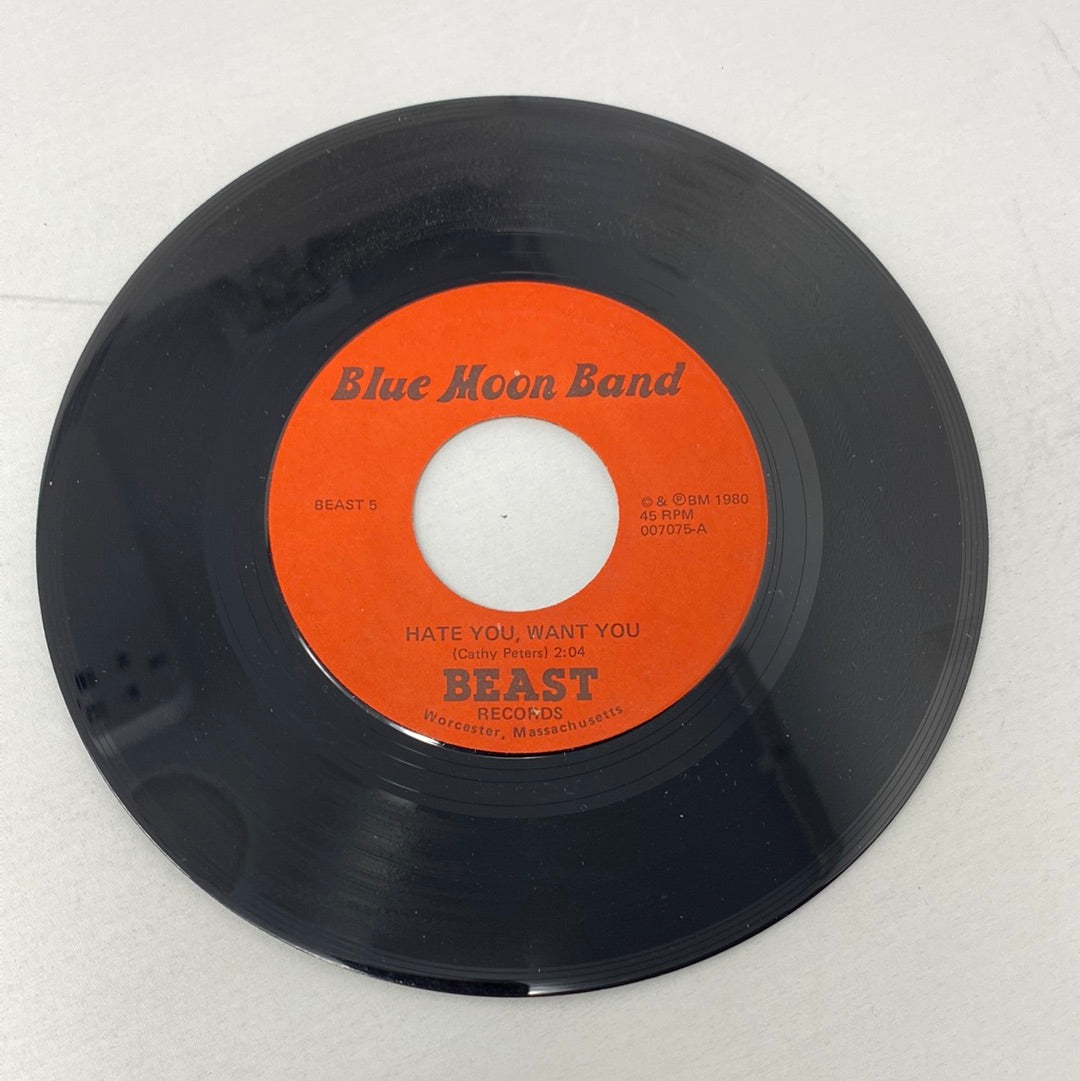 Blue Moon Band
BEAST 5
© & ℗ BM 1980
45 RPM
007075-A
HATE YOU, WANT YOU
(Cathy Peters) 2:04
BEAST
RECORDS
Worcester, Massachusetts